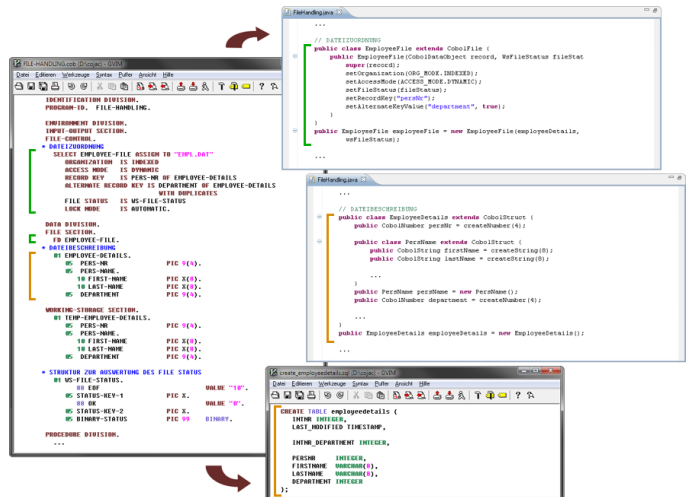 FILE-HANDLING.cob (D:\cojac) - GVIM
Datei Editieren Werkzeuge Syntax Puffer Ansicht Hilfe
IDENTIFICATION DIVISION.
PROGRAM-ID. FILE-HANDLING.
ENVIRONMENT DIVISION.
INPUT-OUTPUT SECTION.
FILE-CONTROL.
* DATEIZUORDNUNG
SELECT EMPLOYEE-FILE ASSIGN TO "EMPL.DAT"
ORGANIZATION IS INDEXED
ACCESS MODE IS DYNAMIC
RECORD KEY IS PERS-NR OF EMPLOYEE-DETAILS
ALTERNATE RECORD KEY IS DEPARTMENT OF EMPLOYEE-DETAILS
WITH DUPLICATES
FILE STATUS IS WS-FILE-STATUS
LOCK MODE IS AUTOMATIC.
DATA DIVISION.
FILE SECTION.
FD EMPLOYEE-FILE.
* DATEIBESCHREIBUNG
01 EMPLOYEE-DETAILS.
05 PERS-NR PIC 9(4).
05 PERS-NAME.
10 FIRST-NAME PIC X(8).
10 LAST-NAME PIC X(8).
05 DEPARTMENT PIC 9(4).
WORKING-STORAGE SECTION.
01 TEMP-EMPLOYEE-DETAILS.
05 PERS-NR PIC 9(4).
05 PERS-NAME.
10 FIRST-NAME PIC X(8).
10 LAST-NAME PIC X(8).
05 DEPARTMENT PIC 9(4).
* STRUKTUR ZUR AUSWERTUNG DES FILE STATUS
01 WS-FILE-STATUS.
88 EOF VALUE "10".
05 STATUS-KEY-1 PIC X.
88 OK VALUE "0".
05 STATUS-KEY-2 PIC X.
05 BINARY-STATUS PIC 99 BINARY.
PROCEDURE DIVISION.
...
FileHandling.java
...
// DATEIZUORDNUNG
public class EmployeeFile extends CobolFile {
public EmployeeFile(CobolDataObject record, WsFileStatus fileStat
super(record);
setOrganization(ORG_MODE.INDEXED);
setAccessMode(ACCESS_MODE.DYNAMIC);
setFileStatus(fileStatus);
setRecordKey("persNr");
setAlternateKeyValue("department", true);
}
}
public EmployeeFile employeeFile = new EmployeeFile(employeeDetails,
wsFileStatus);
...
FileHandling.java
...
// DATEIBESCHREIBUNG
public class EmployeeDetails extends CobolStruct {
public CobolNumber persNr = createNumber(4);
public class PersName extends CobolStruct {
public CobolString firstName = createString(8);
public CobolString lastName = createString(8);
...
}
public PersName persName = new PersName();
public CobolNumber department = createNumber(4);
...
}
public EmployeeDetails employeeDetails = new EmployeeDetails();
...
create_employeedetails.sql (D:\cojac) - GVIM
Datei Editieren Werkzeuge Syntax Puffer Ansicht Hilfe
CREATE TABLE employeedetails (
INTNR INTEGER,
LAST_MODIFIED TIMESTAMP,
INTNR_DEPARTMENT INTEGER,
PERSNR INTEGER,
FIRSTNAME VARCHAR(8),
LASTNAME VARCHAR(8),
DEPARTMENT INTEGER
);